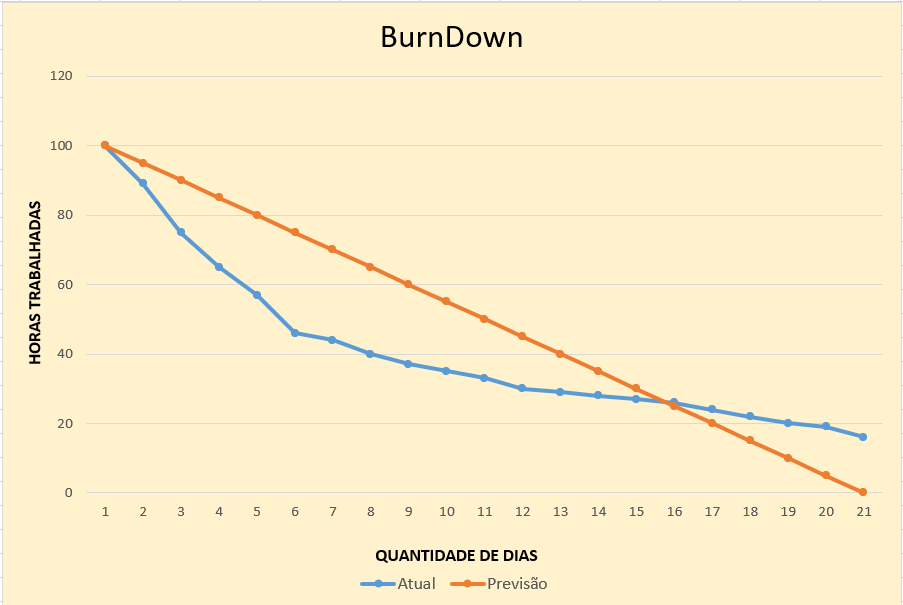 BurnDown
120
100
80
60
40
20
0
HORAS TRABALHADAS
1 2 3 4 5 6 7 8 9 10 11 12 13 14 15 16 17 18 19 20 21
QUANTIDADE DE DIAS
Atual Previsão